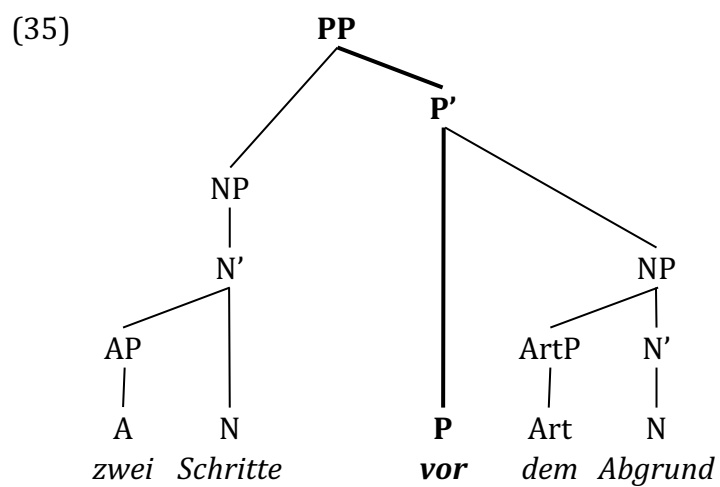 (35) PP
P’
NP
N’ NP
AP ArtP N’
A N P Art N
zwei Schritte vor dem Abgrund